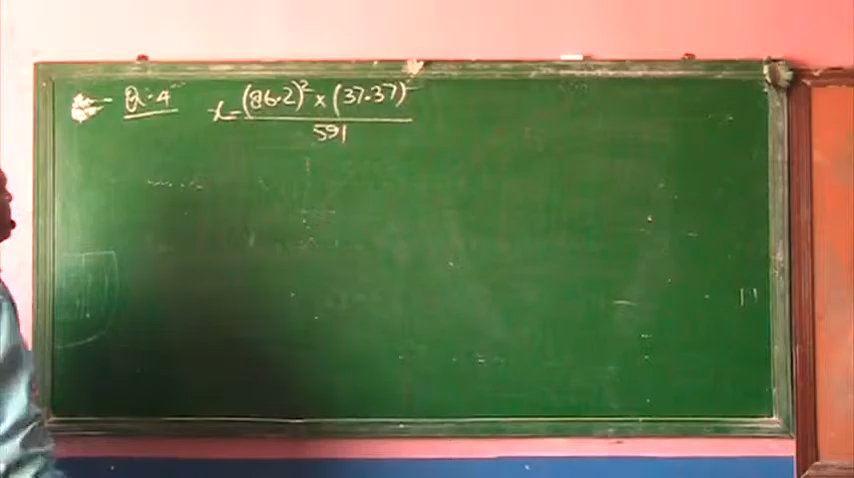 Q.4 x = (86.2)² × (37.37)
591